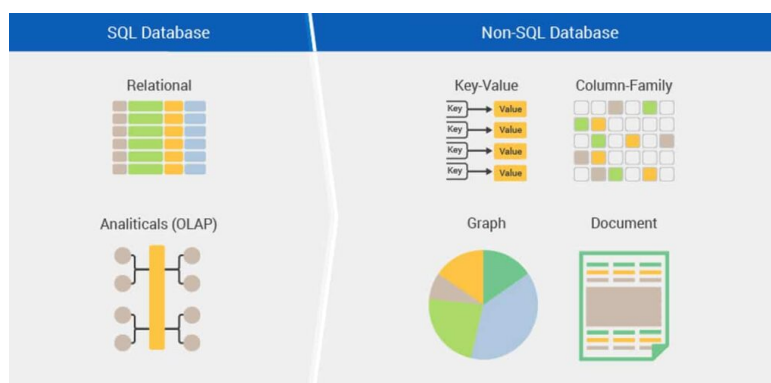 SQL Database
Non-SQL Database
Relational
Analiticals (OLAP)
Key-Value
Key Value
Key Value
Key Value
Key Value
Column-Family
Graph
Document